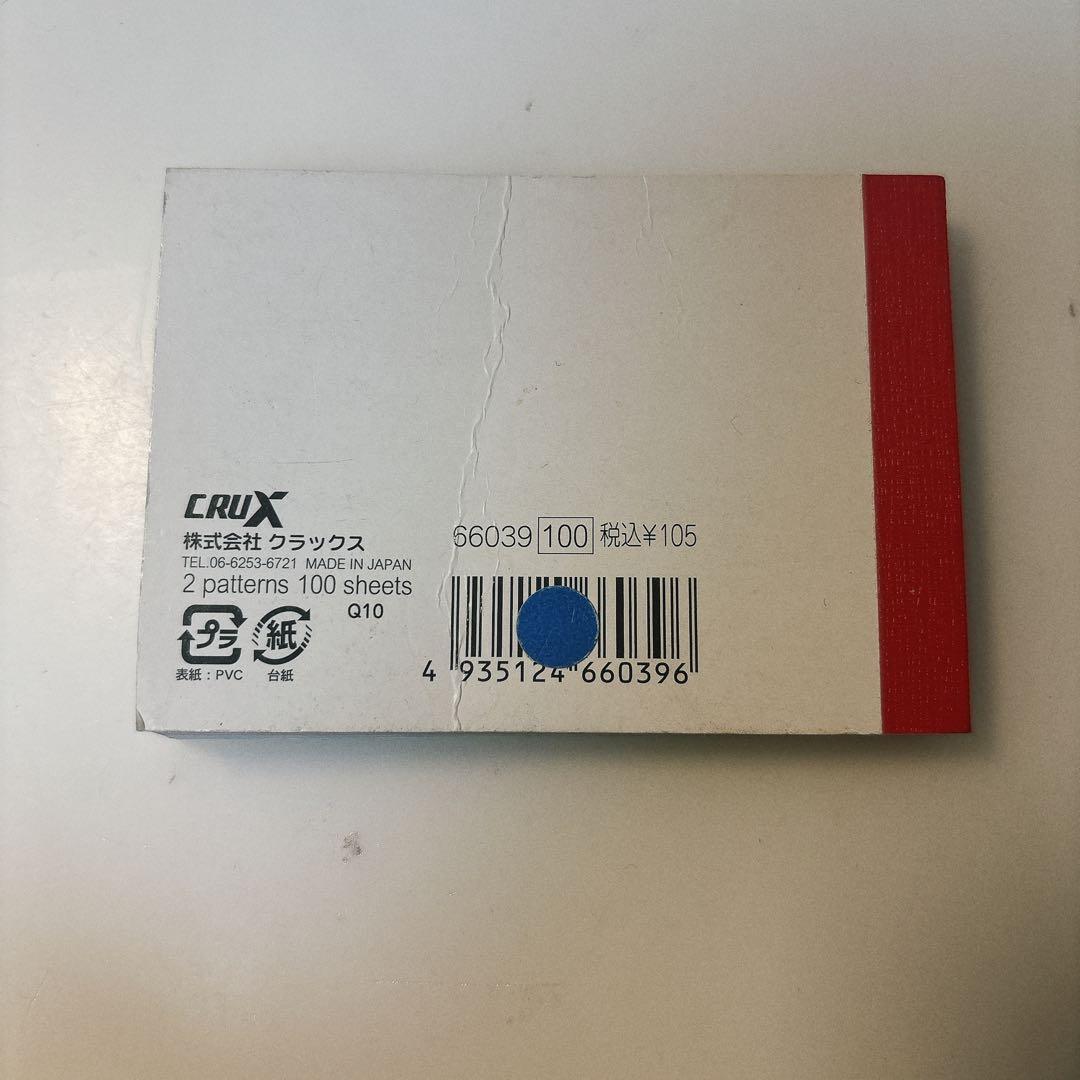 CRUX
株式会社 クラックス
TEL.06-6253-6721 MADE IN JAPAN
2 patterns 100 sheets
Q10
プラ 紙
表紙：PVC 台紙
66039 100 税込¥105
4 935124 660396